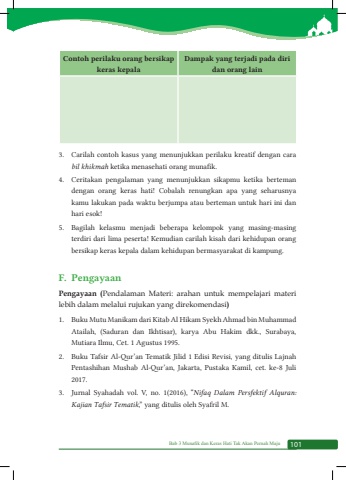 Contoh perilaku orang bersikap keras kepala
Dampak yang terjadi pada diri dan orang lain
3. Carilah contoh kasus yang menunjukkan perilaku kreatif dengan cara
bil khikmah ketika menasehati orang munafik.
4. Ceritakan pengalaman yang menunjukkan sikapmu ketika berteman
dengan orang keras hati! Cobalah renungkan apa yang seharusnya
kamu lakukan pada waktu berjumpa atau berteman untuk hari ini dan
hari esok!
5. Bagilah kelasmu menjadi beberapa kelompok yang masing-masing
terdiri dari lima peserta! Kemudian carilah kisah dari kehidupan orang
bersikap keras kepala dalam kehidupan bermasyarakat di kampung.
F. Pengayaan
Pengayaan (Pendalaman Materi: arahan untuk mempelajari materi
lebih dalam melalui rujukan yang direkomendasi)
1. Buku Mutu Manikam dari Kitab Al Hikam Syekh Ahmad bin Muhammad
Atailah, (Saduran dan Ikhtisar), karya Abu Hakim dkk., Surabaya,
Mutiara Ilmu, Cet. 1 Agustus 1995.
2. Buku Tafsir Al-Qur'an Tematik Jilid 1 Edisi Revisi, yang ditulis Lajnah
Pentashihan Mushab Al-Qur'an, Jakarta, Pustaka Kamil, cet. ke-8 Juli
2017.
3. Jurnal Syahadah vol. V, no. 1(2016), "Nifaq Dalam Persfektif Alquran:
Kajian Tafsir Tematik," yang ditulis oleh Syafril M.
Bab 3 Munafik dan Keras Hati Tak Akan Pernah Maju 101